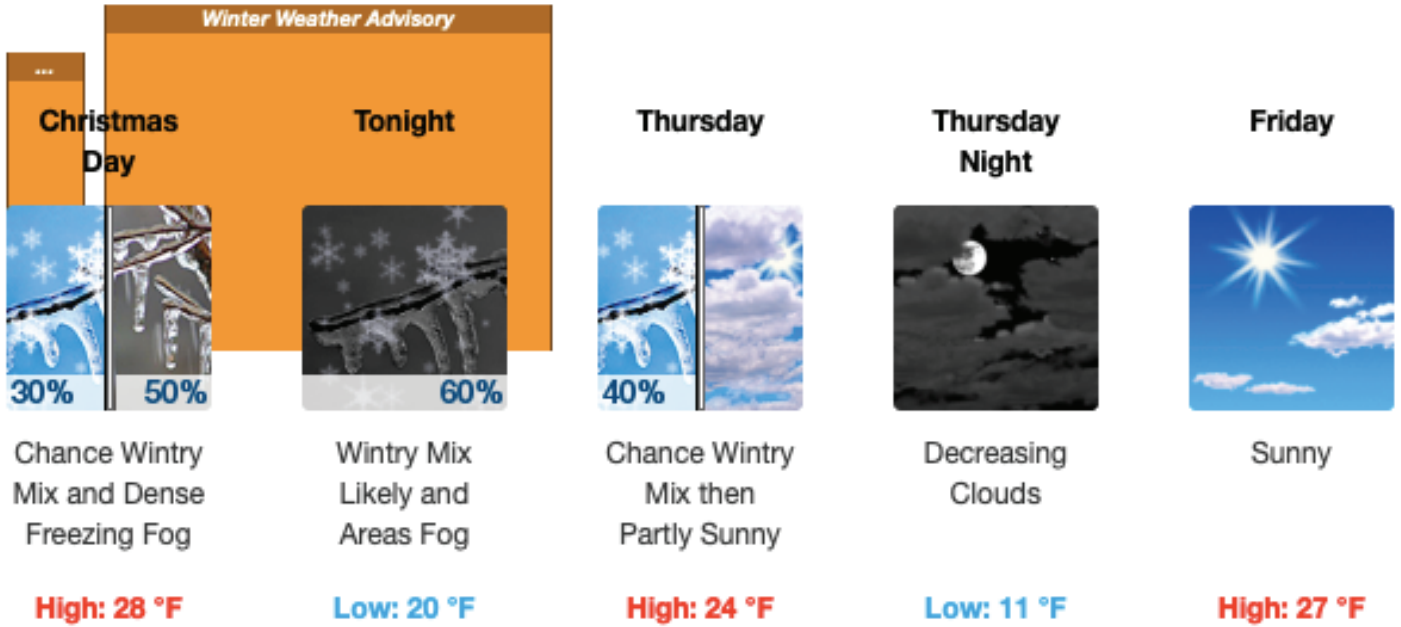 Winter Weather Advisory
...
Christmas
Day
Tonight
Thursday
Thursday
Night
Friday
30%
50%
60%
40%
Chance Wintry
Mix and Dense
Freezing Fog
Wintry Mix
Likely and
Areas Fog
Chance Wintry
Mix then
Partly Sunny
Decreasing
Clouds
Sunny
High: 28 °F
Low: 20 °F
High: 24 °F
Low: 11 °F
High: 27 °F